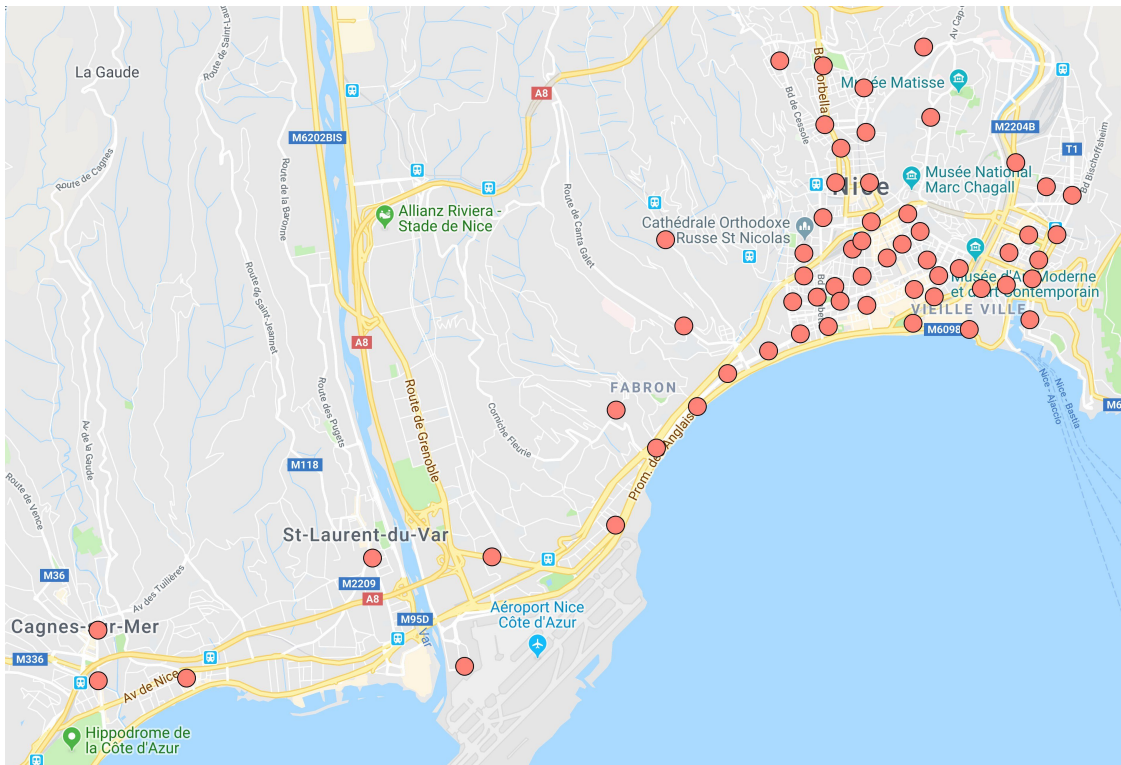 La Gaude
Route de Saint-J
Route de Cagnes
M6202BIS
Route de la Baronne
Av de la Gaude
Route de Saint-Jeannet
Allianz Riviera -
Stade de Nice
A8
A8
Route de Canta Galet
Bd de Cessole
Musée Matisse
Av Cap-
M2204B
T1
Bd Bischoffsheim
Nice
Musée National
Marc Chagall
Cathédrale Orthodoxe
Russe St Nicolas
Musée d'Art Moderne
et d'art contemporain
VIEILLE VILLE
M6098
Nice - Ajaccio
Nice - Bastia
M6
FABRON
Prom. des Anglais
Corniche Fleurie
Route de Grenoble
Route des Pugets
M118
Route de Vence
St-Laurent-du-Var
M36
Av des Tuilières
M2209
A8
M95D
Var
Aéroport Nice
Côte d'Azur
Cagnes-sur-Mer
M336
Av de Nice
Hippodrome de
la Côte d'Azur